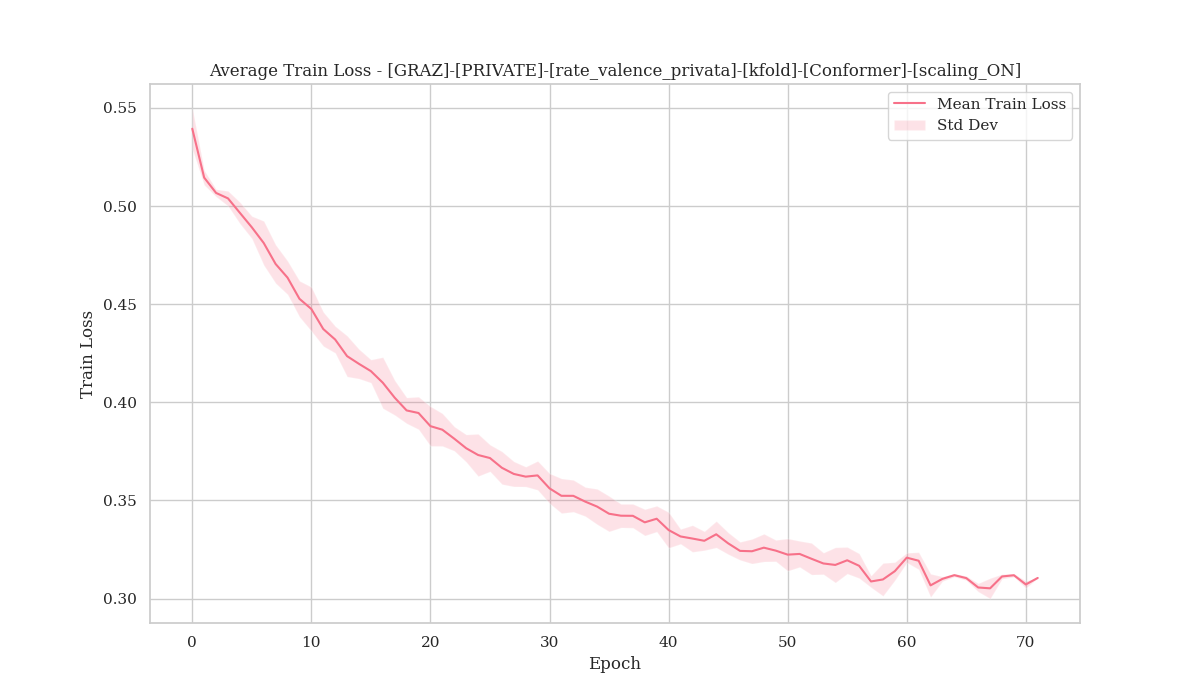 Average Train Loss - [GRAZ]-[PRIVATE]-[rate_valence_privata]-[kfold]-[Conformer]-[scaling_ON]
Mean Train Loss
Std Dev
0.55
0.50
0.45
0.40
0.35
0.30
Train Loss
0 10 20 30 40 50 60 70
Epoch